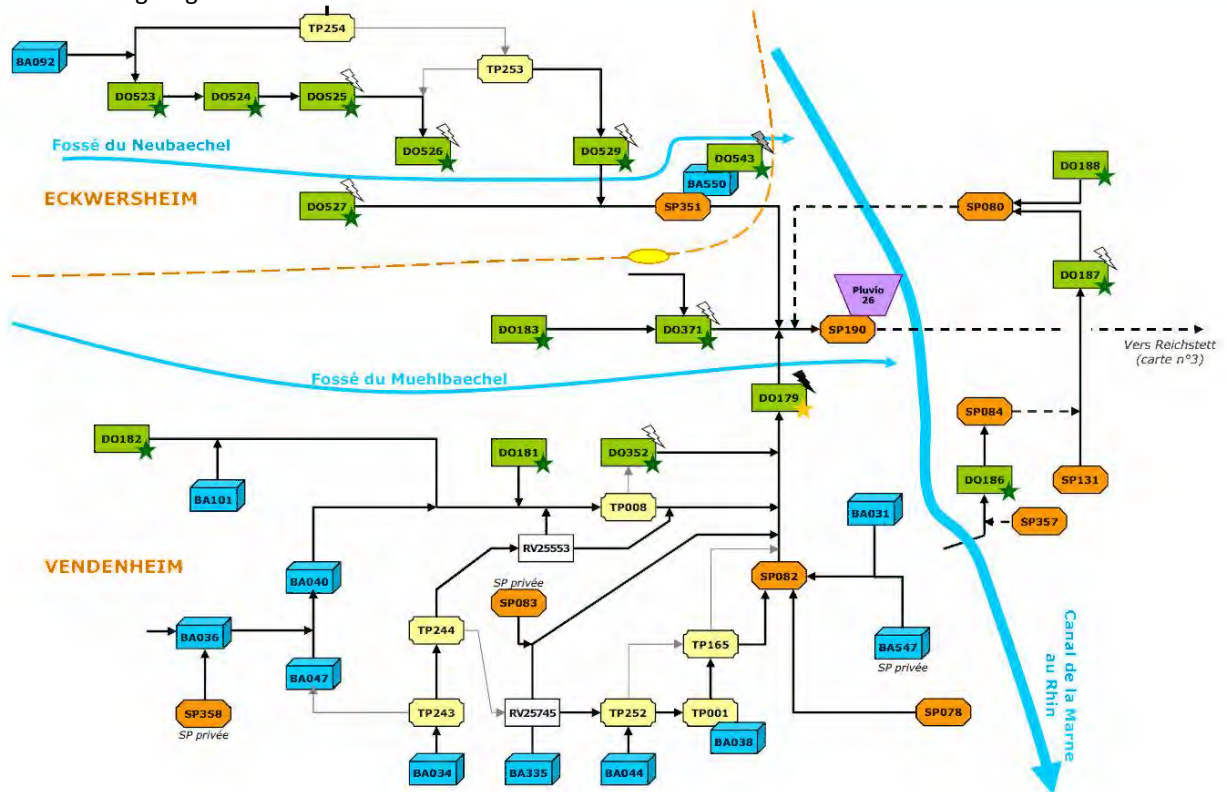 TP254
BA092
TP253
DO523
DO524
DO525
DO526
DO529
DO543
Fossé du Neubaechel
DO188
BA550
ECKWERSHEIM
DO527
SP351
SP080
DO187
Pluvio
26
DO183
DO371
SP190
Vers Reichstett
(carte n°3)
Fossé du Muehlbaechel
DO179
SP084
DO182
DO181
DO352
BA101
DO186
SP131
TP008
BA031
SP357
RV25553
VENDENHEIM
BA040
SP privée
SP083
SP082
BA036
TP244
TP165
BA547
SP privée
BA047
Canal de la Marne
au Rhin
SP358
SP privée
TP243
RV25745
TP252
TP001
SP078
BA038
BA034
BA335
BA044